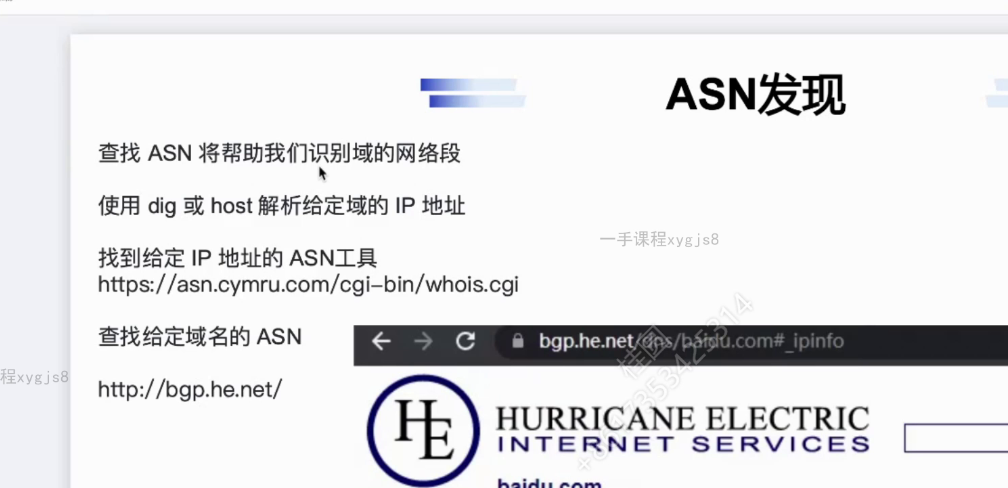 ASN发现
查找 ASN 将帮助我们识别域的网络段
使用 dig 或 host 解析给定域的 IP 地址
一手课程xygjs8
找到给定 IP 地址的 ASN工具
https://asn.cymru.com/cgi-bin/whois.cgi
查找给定域名的 ASN
bgp.he.net/dns/baidu.com#_ipinfo
程xygjs8
http://bgp.he.net/
HE
HURRICANE ELECTRIC
INTERNET SERVICES
baidu.com